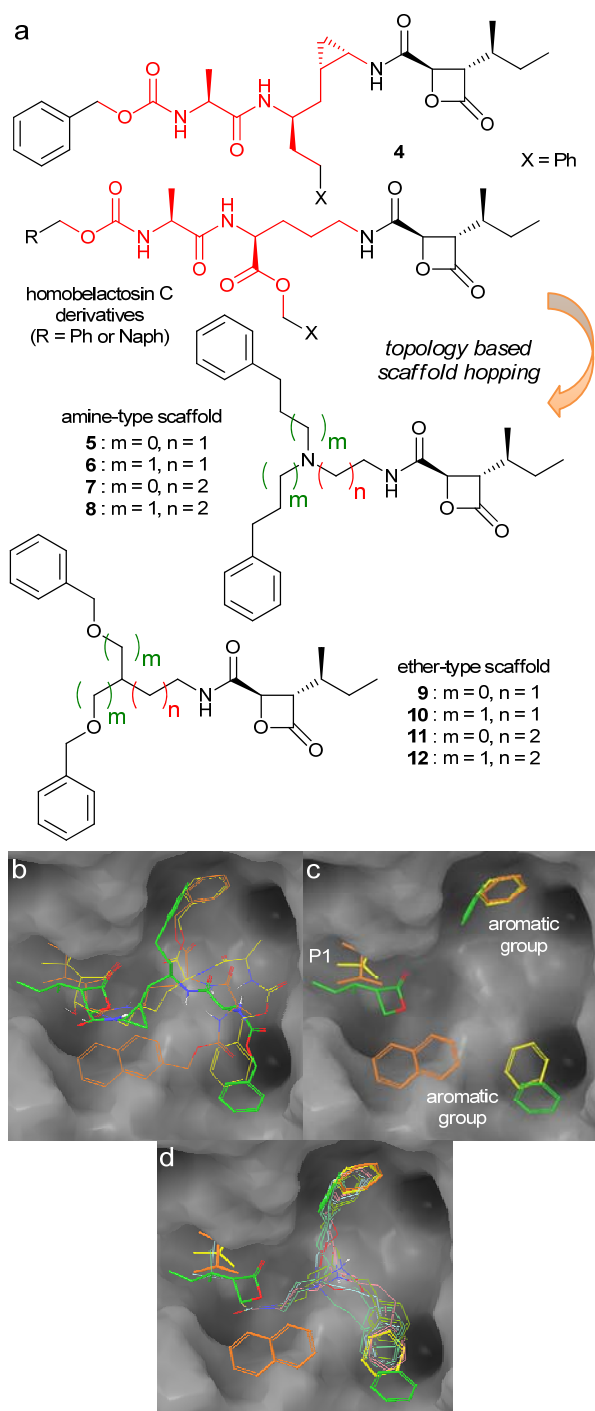 a
O
O
N
H
H
N
O
H
N
O
O
O
4
X
X = Ph
R
O
O
N
H
O
H
N
O
O
X
N
H
O
O
O
homobelactosin C
derivatives
(R = Ph or Naph)
topology based
scaffold hopping
amine-type scaffold
5 : m = 0, n = 1
6 : m = 1, n = 1
7 : m = 0, n = 2
8 : m = 1, n = 2
m
N
m
n
N
H
O
O
O
O
m
m
n
O
N
H
O
O
O
ether-type scaffold
9 : m = 0, n = 1
10 : m = 1, n = 1
11 : m = 0, n = 2
12 : m = 1, n = 2
b
c
aromatic
group
P1
aromatic
group
d